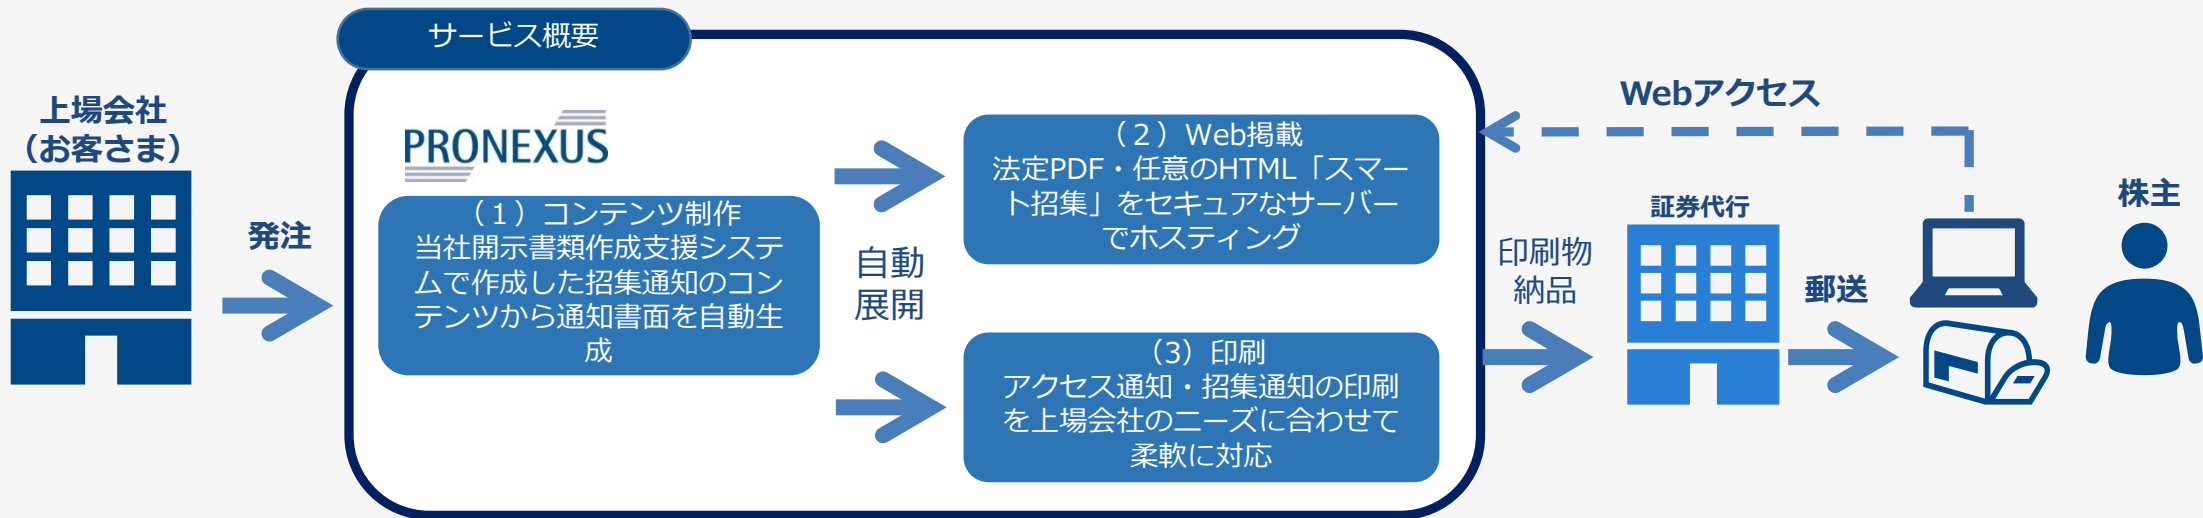 サービス概要
上場会社
（お客さま）
発注
PRONEXUS
（１）コンテンツ制作
当社開示書類作成支援システ
ムで作成した招集通知のコン
テンツから通知書面を自動生
成
自動
展開
（２）Web掲載
法定PDF・任意のHTML「スマー
ト招集」をセキュアなサーバー
でホスティング
（3）印刷
アクセス通知・招集通知の印刷
を上場会社のニーズに合わせて
柔軟に対応
Webアクセス
印刷物
納品
証券代行
郵送
株主